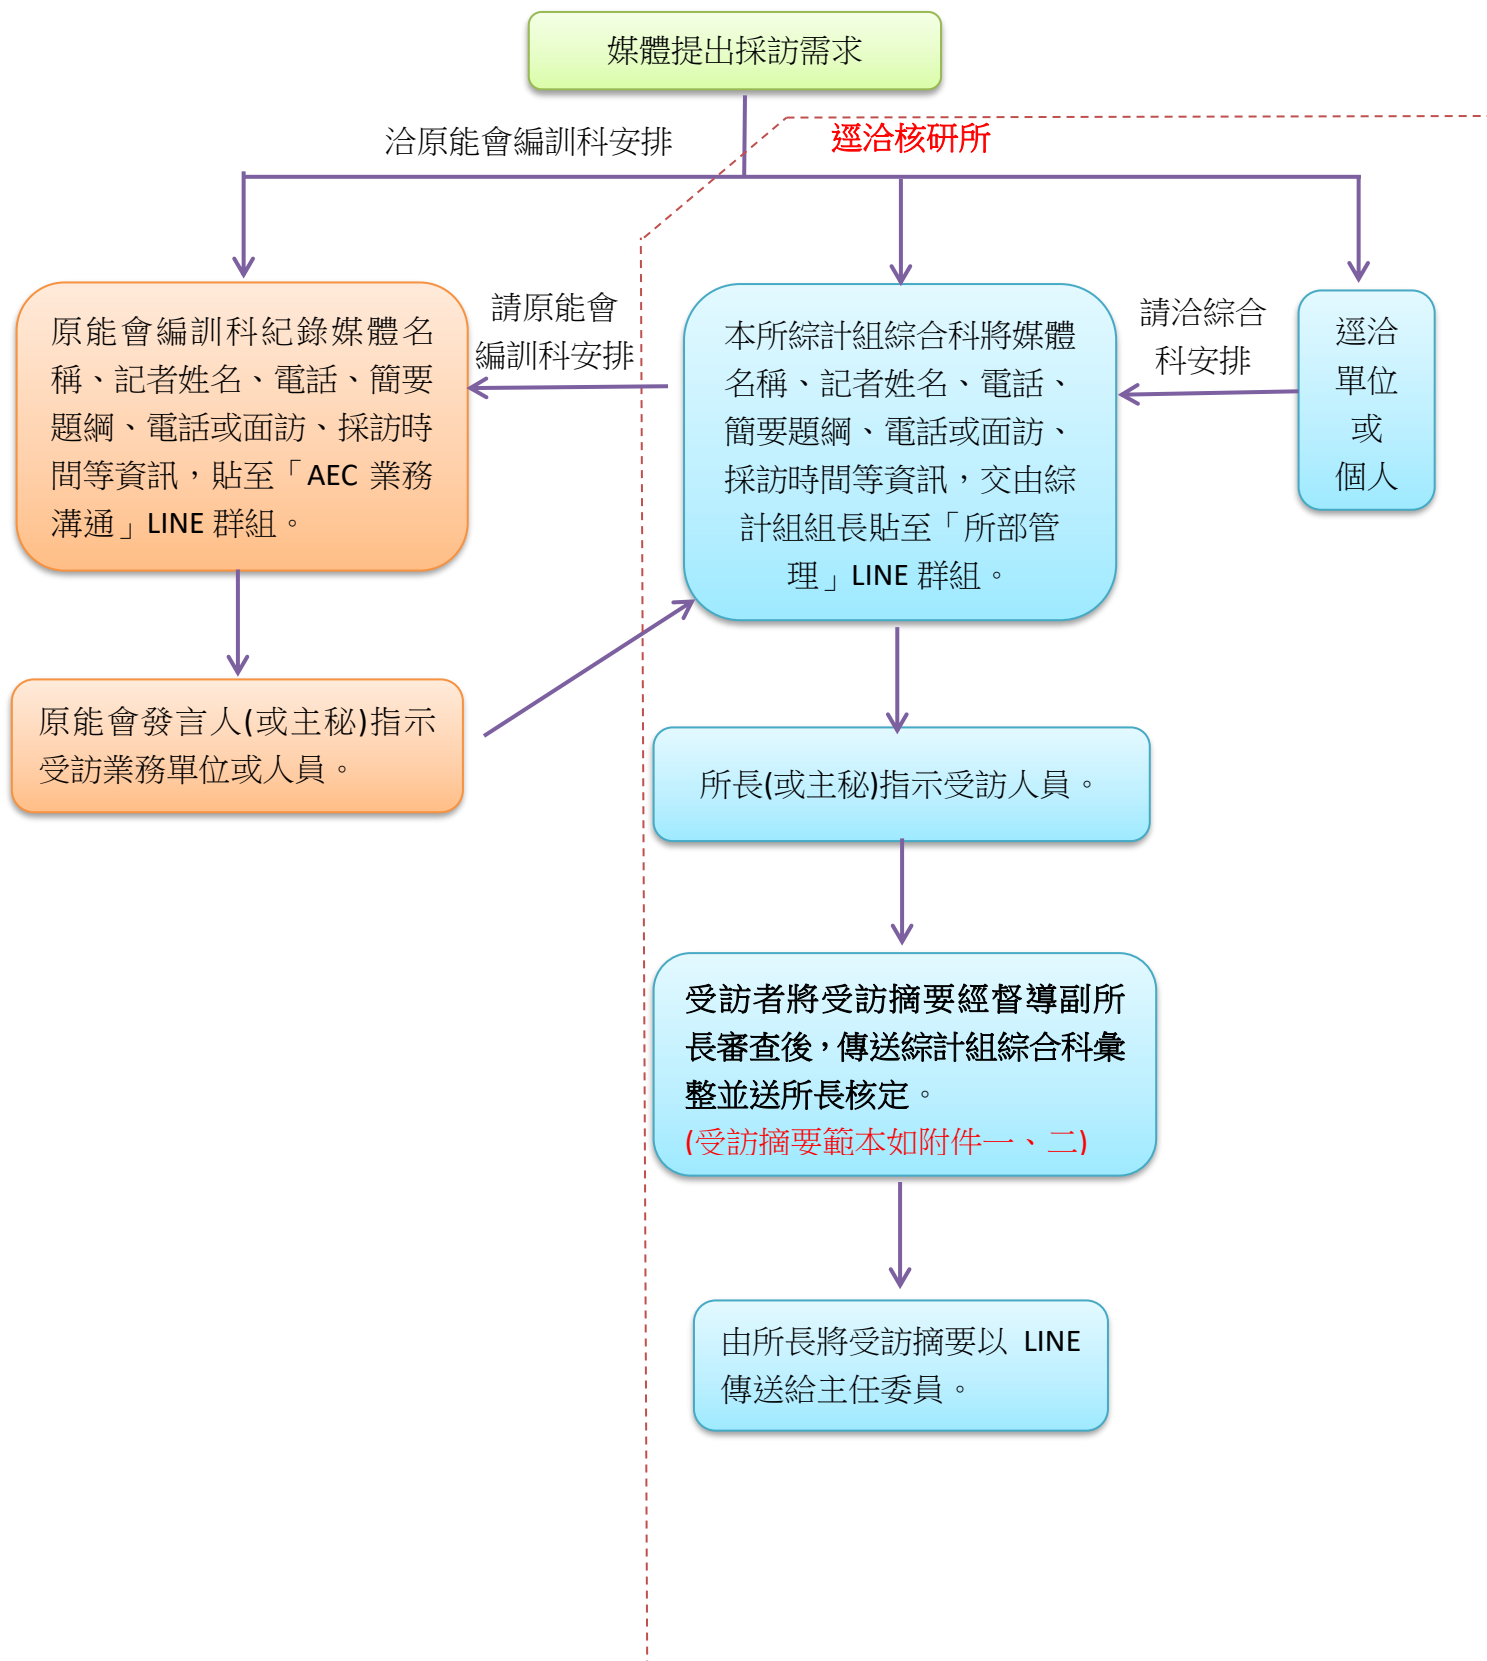 媒體提出採訪需求
洽原能會編訓科安排
逕洽核研所
原能會編訓科紀錄媒體名
稱、記者姓名、電話、簡要
題綱、電話或面訪、採訪時
間等資訊，貼至「AEC 業務
溝通」LINE 群組。
請原能會
編訓科安排
本所綜計組綜合科將媒體
名稱、記者姓名、電話、
簡要題綱、電話或面訪、
採訪時間等資訊，交由綜
計組組長貼至「所部管
理」LINE 群組。
請洽綜合
科安排
逕洽
單位
或
個人
原能會發言人(或主秘)指示
受訪業務單位或人員。
所長(或主秘)指示受訪人員。
受訪者將受訪摘要經督導副所
長審查後，傳送綜計組綜合科彙
整並送所長核定。
(受訪摘要範本如附件一、二)
由所長將受訪摘要以 LINE
傳送給主任委員。